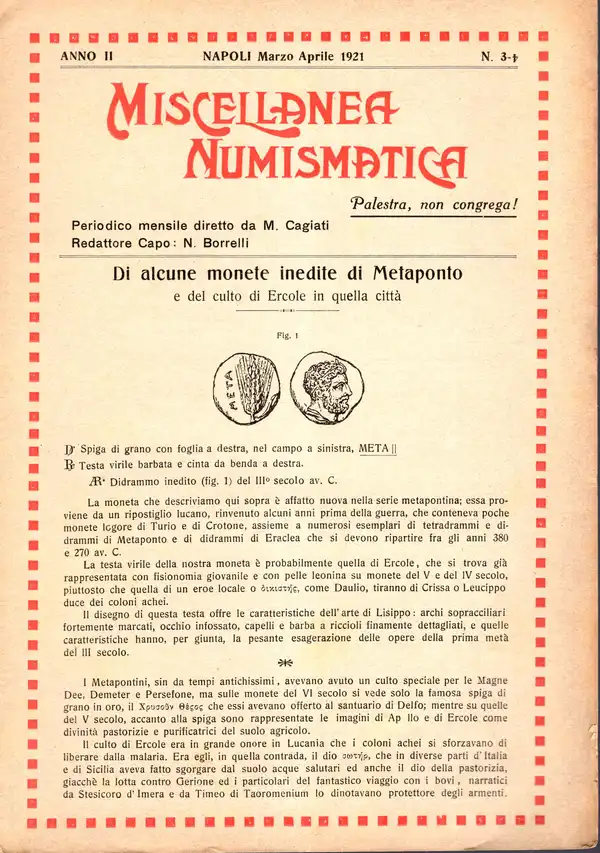 ANNO II NAPOLI Marzo Aprile 1921 N. 3-4
MISCELLANEA
NUMISMATICA
Palestra, non congrega!
Periodico mensile diretto da M. Cagiati
Redattore Capo: N. Borrelli
Di alcune monete inedite di Metaponto
e del culto di Ercole in quella città
Fig. 1
META
Spiga di grano con foglia a destra, nel campo a sinistra, META ||
Testa virile barbata e cinta da benda a destra.
AR· Didrammo inedito (fig. 1) del IIIº secolo av. C.
La moneta che descriviamo qui sopra è affatto nuova nella serie metapontina; essa pro-
viene da un ripostiglio lucano, rinvenuto alcuni anni prima della guerra, che conteneva poche
monete logore di Turio e di Crotone, assieme a numerosi esemplari di tetradrammi e di-
drammi di Metaponto e di didrammi di Eraclea che si devono ripartire fra gli anni 380
e 270 av. C.
La testa virile della nostra moneta è probabilmente quella di Ercole, che si trova già
rappresentata con fisionomia giovanile e con pelle leonina su monete del V e del IV secolo,
piuttosto che quella di un eroe locale o οἰκιστής, come Daulio, tiranno di Crissa o Leucippo
duce dei coloni achei.
Il disegno di questa testa offre le caratteristiche dell'arte di Lisippo: archi sopracciliari
fortemente marcati, occhio infossato, capelli e barba a riccioli finamente dettagliati, e quelle
caratteristiche hanno, per giunta, la pesante esagerazione delle opere della prima metà
del III secolo.
I Metapontini, sin da tempi antichissimi, avevano avuto un culto speciale per le Magne
Dee, Demeter e Persefone, ma sulle monete del VI secolo si vede solo la famosa spiga di
grano in oro, il Χρυσοῦν Θέρος che essi avevano offerto al santuario di Delfo; mentre su quelle
del V secolo, accanto alla spiga sono rappresentate le imagini di Ap llo e di Ercole come
divinità pastorizie e purificatrici del suolo agricolo.
Il culto di Ercole era in grande onore in Lucania che i coloni achei si sforzavano di
liberare dalla malaria. Era egli, in quella contrada, il dio σωτήρ, che in diverse parti d'Italia
e di Sicilia aveva fatto sgorgare dal suolo acque salutari ed anche il dio della pastorizia,
giacchè la lotta contro Gerione ed i particolari del fantastico viaggio con i bovi, narratici
da Stesicoro d'Imera e da Timeo di Taoromenium lo dinotavano protettore degli armenti.